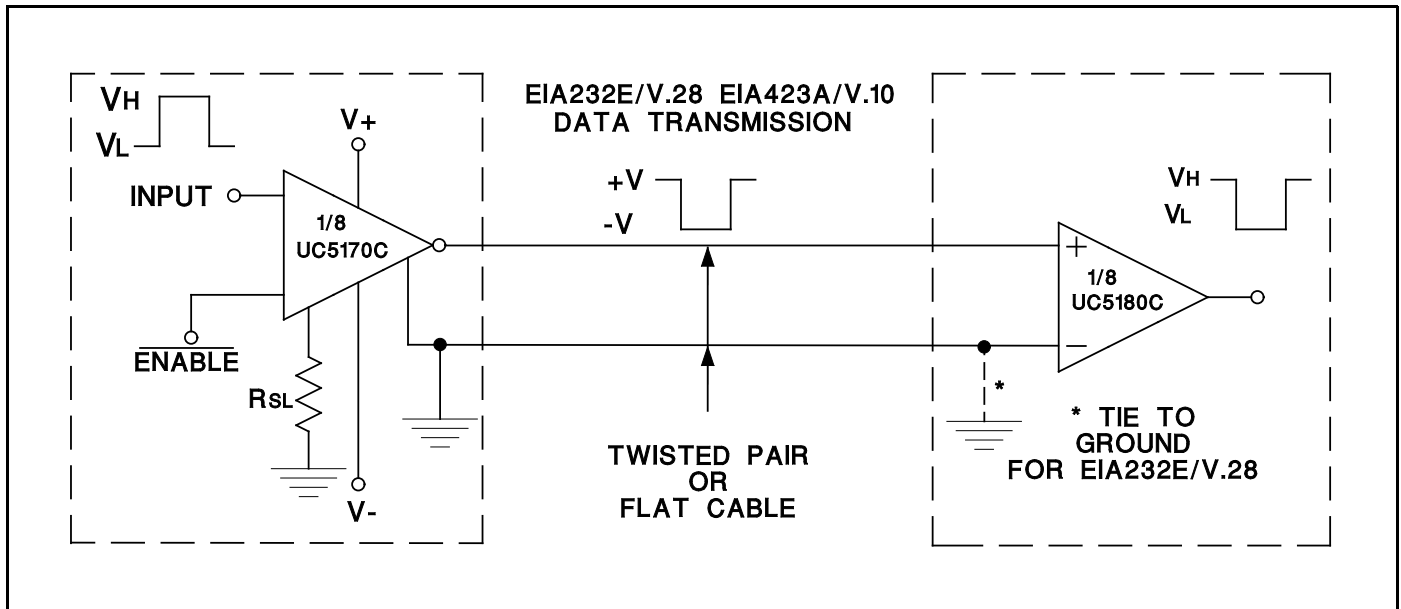 VH
VL
V+
INPUT
1/8
UC5170C
ENABLE
RSL
V-
EIA232E/V.28 EIA423A/V.10
DATA TRANSMISSION
+V
-V
TWISTED PAIR
OR
FLAT CABLE
VH
VL
+
1/8
UC5180C
−
*
* TIE TO
GROUND
FOR EIA232E/V.28